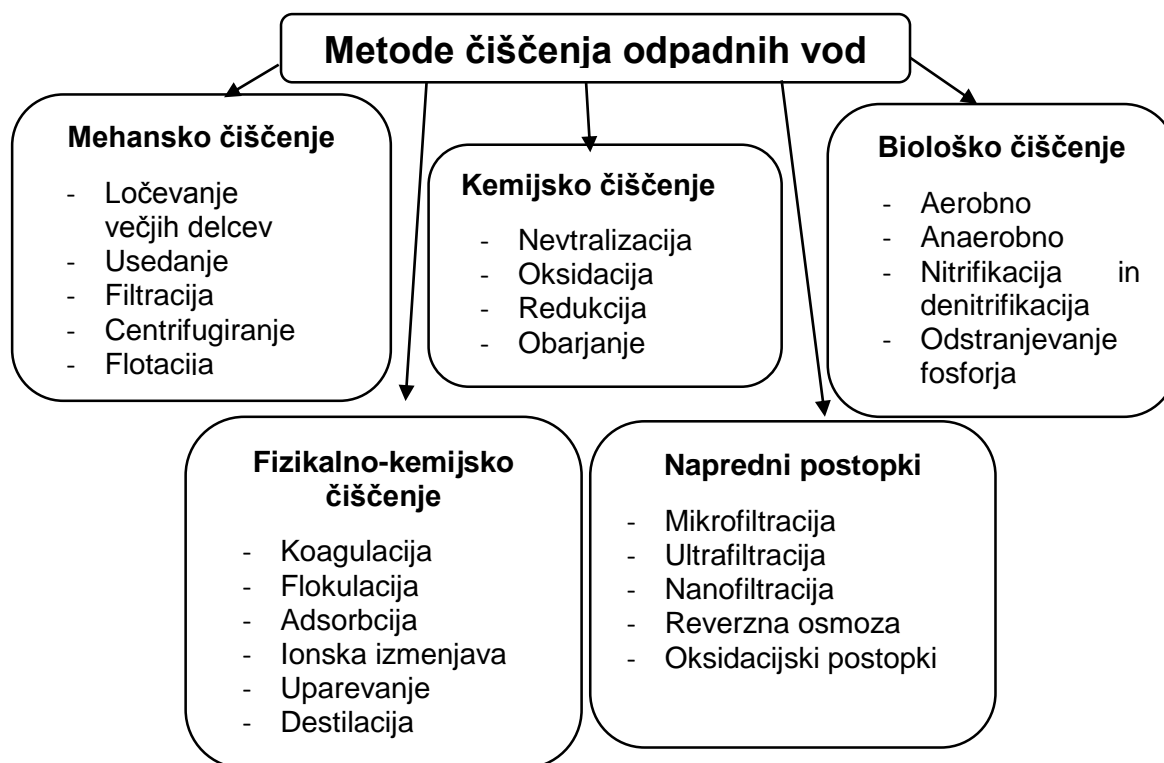 Metode čiščenja odpadnih vod
Mehansko čiščenje
- Ločevanje
večjih delcev
- Usedanje
- Filtracija
- Centrifugiranje
- Flotacija
Kemijsko čiščenje
- Nevtralizacija
- Oksidacija
- Redukcija
- Obarjanje
Biološko čiščenje
- Aerobno
- Anaerobno
- Nitrifikacija in
denitrifikacija
- Odstranjevanje
fosforja
Fizikalno-kemijsko
čiščenje
- Koagulacija
- Flokulacija
- Adsorbcija
- Ionska izmenjava
- Uparevanje
- Destilacija
Napredni postopki
- Mikrofiltracija
- Ultrafiltracija
- Nanofiltracija
- Reverzna osmoza
- Oksidacijski postopki